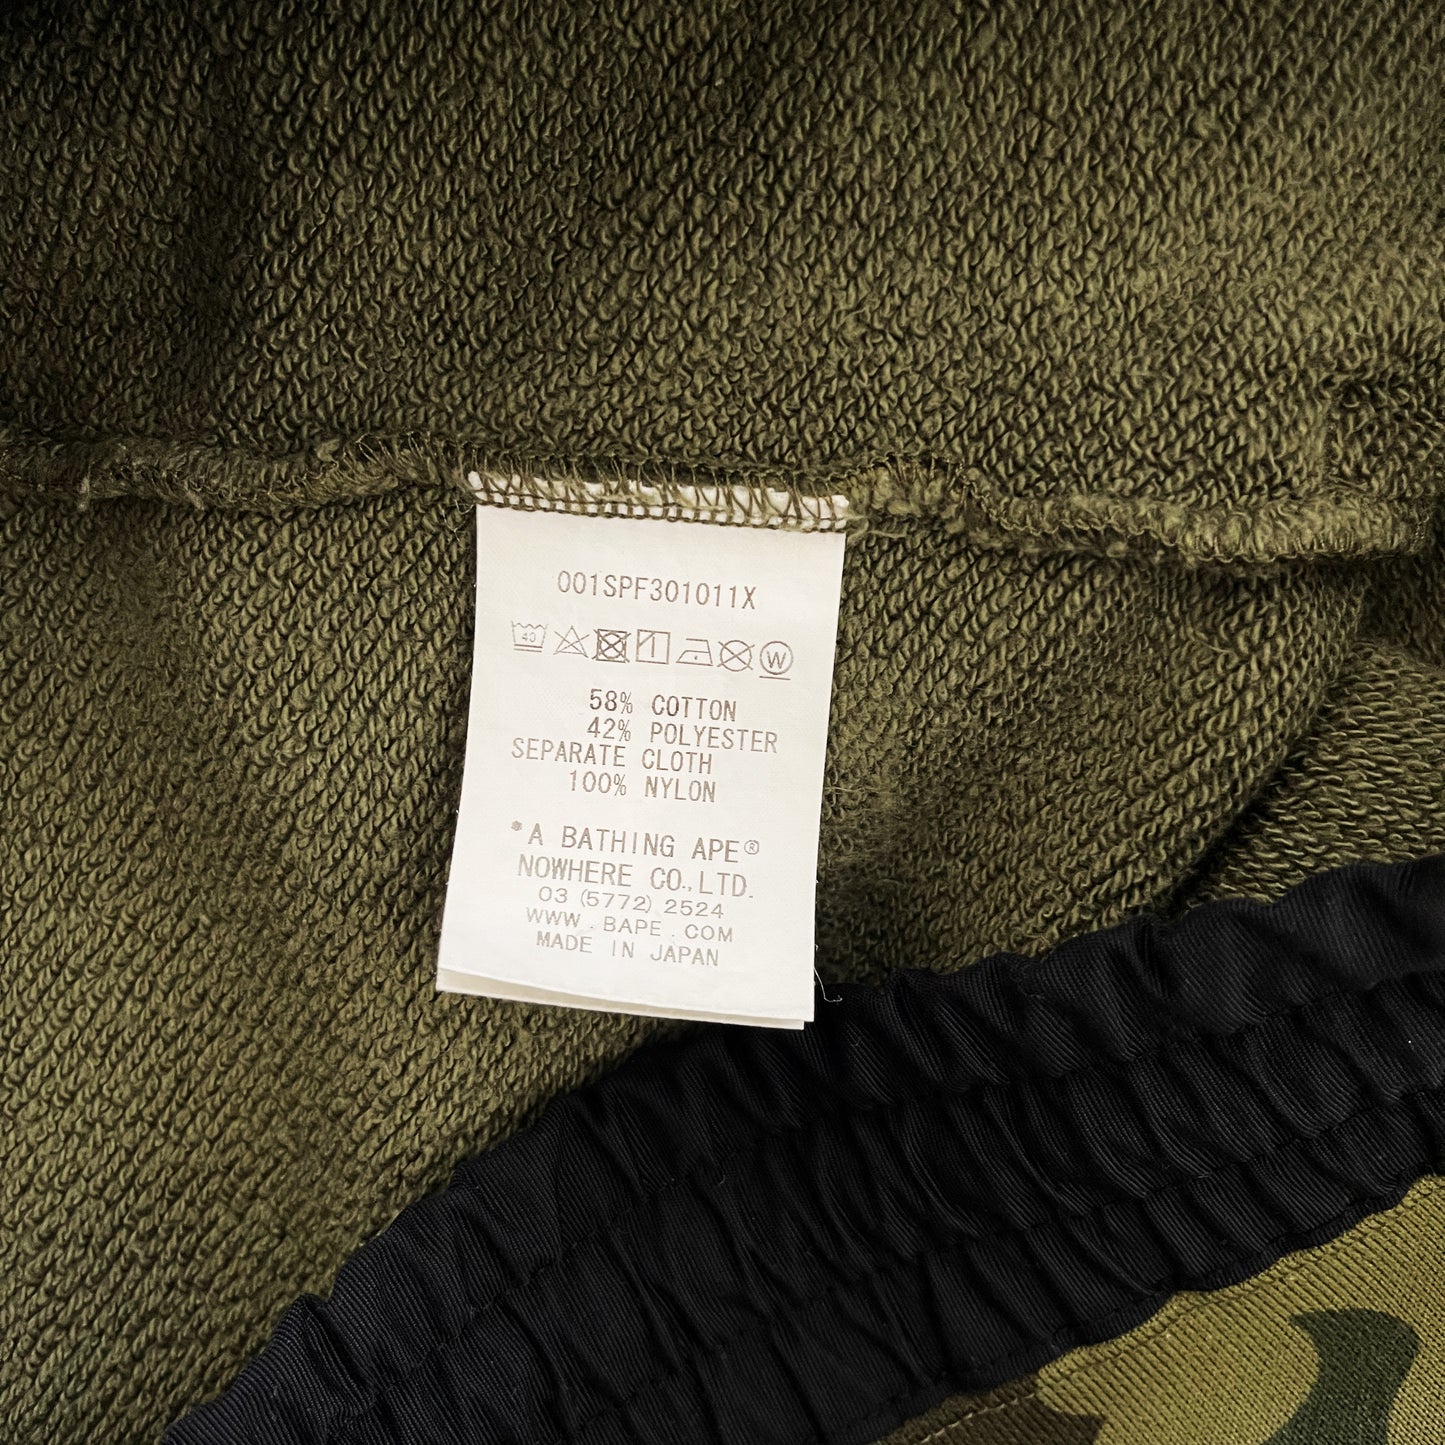 001SPF301011X
40
W
58% COTTON
42% POLYESTER
SEPARATE CLOTH
100% NYLON
*A BATHING APE®
NOWHERE CO.,LTD.
03 (5772) 2524
WWW.BAPE.COM
MADE IN JAPAN